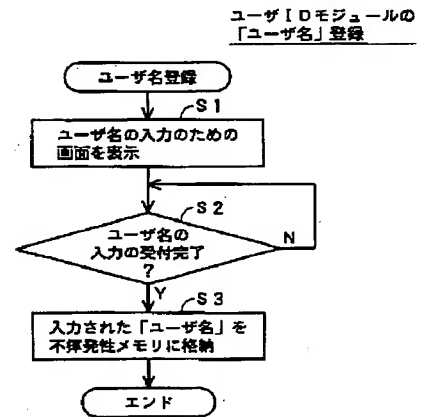 ユーザIDモジュールの
「ユーザ名」登録
ユーザ名登録
S1
ユーザ名の入力のための
画面を表示
S2
ユーザ名の
入力の受付完了
?
N
Y
S3
入力された「ユーザ名」を
不揮発性メモリに格納
エンド